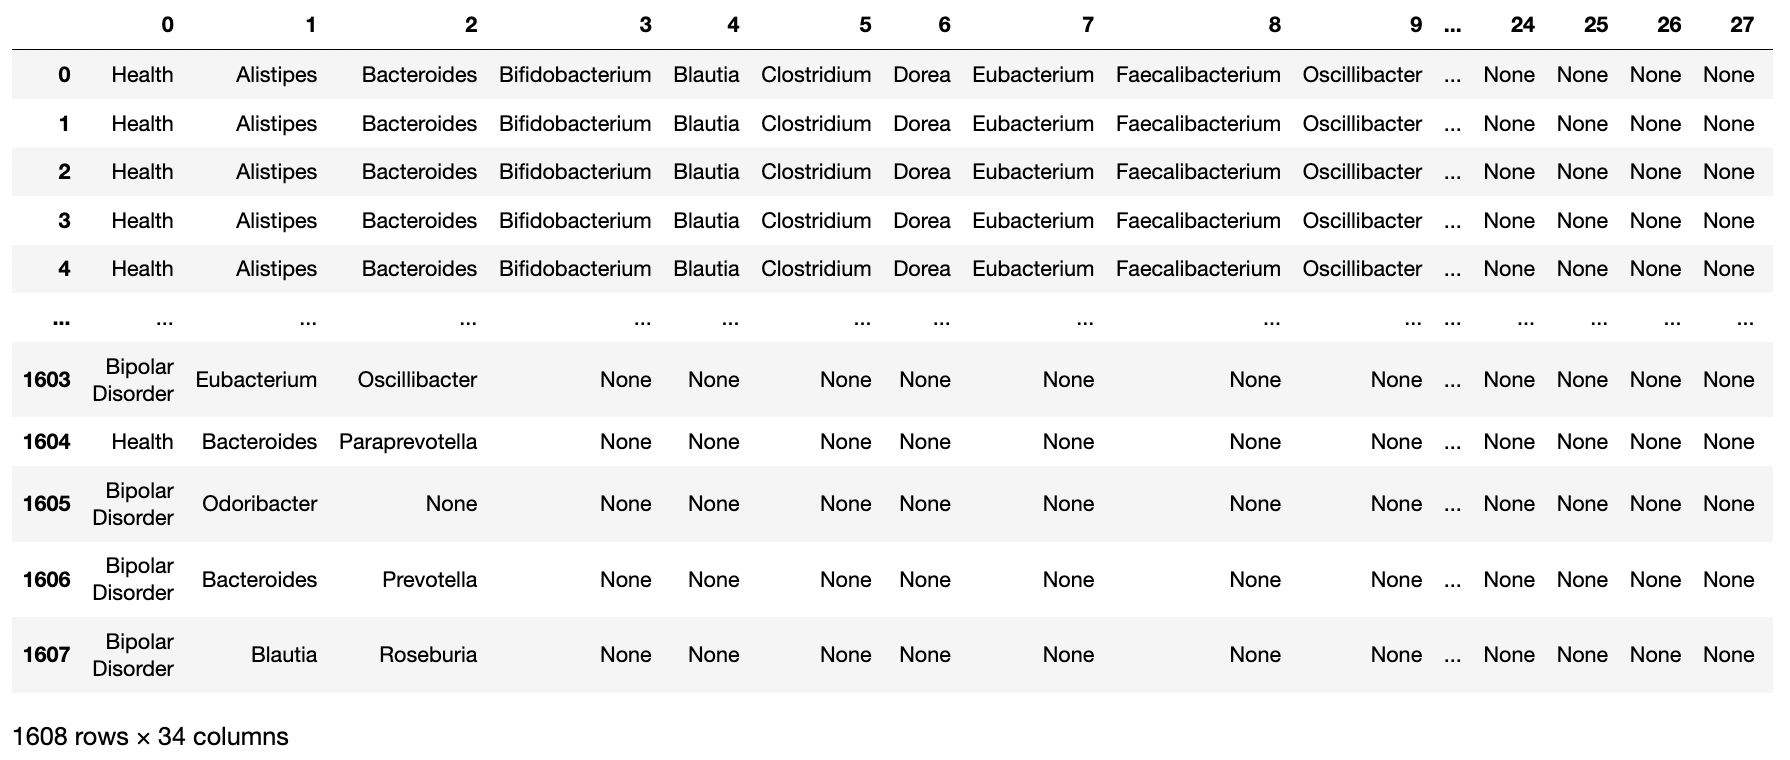 0 1 2 3 4 5 6 7 8 9 ... 24 25 26 27
0 Health Alistipes Bacteroides Bifidobacterium Blautia Clostridium Dorea Eubacterium Faecalibacterium Oscillibacter ... None None None None
1 Health Alistipes Bacteroides Bifidobacterium Blautia Clostridium Dorea Eubacterium Faecalibacterium Oscillibacter ... None None None None
2 Health Alistipes Bacteroides Bifidobacterium Blautia Clostridium Dorea Eubacterium Faecalibacterium Oscillibacter ... None None None None
3 Health Alistipes Bacteroides Bifidobacterium Blautia Clostridium Dorea Eubacterium Faecalibacterium Oscillibacter ... None None None None
4 Health Alistipes Bacteroides Bifidobacterium Blautia Clostridium Dorea Eubacterium Faecalibacterium Oscillibacter ... None None None None
... ... ... ... ... ... ... ... ... ... ... ... ... ... ... ...
1603 Bipolar Disorder Eubacterium Oscillibacter None None None None None None None ... None None None None
1604 Health Bacteroides Paraprevotella None None None None None None None ... None None None None
1605 Bipolar Disorder Odoribacter None None None None None None None None ... None None None None
1606 Bipolar Disorder Bacteroides Prevotella None None None None None None None ... None None None None
1607 Bipolar Disorder Blautia Roseburia None None None None None None None ... None None None None
1608 rows × 34 columns